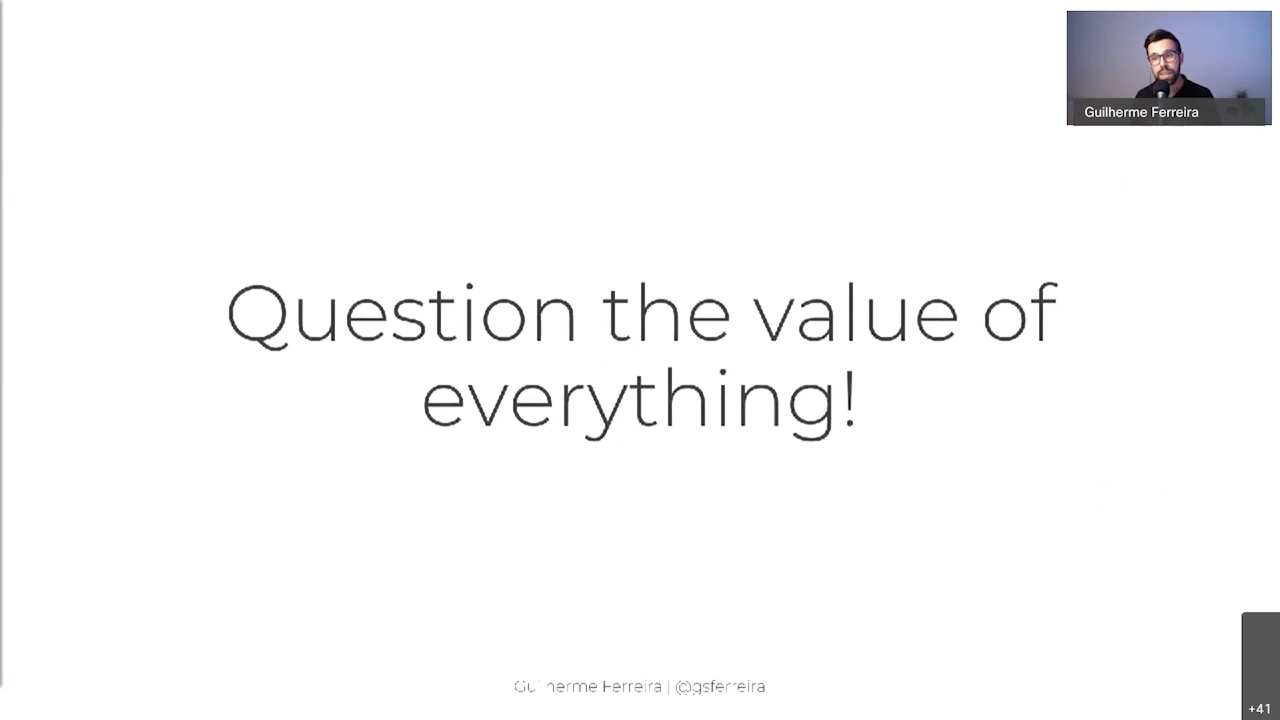 Guilherme Ferreira
Question the value of
everything!
Guilherme Ferreira | @gsferreira
+41